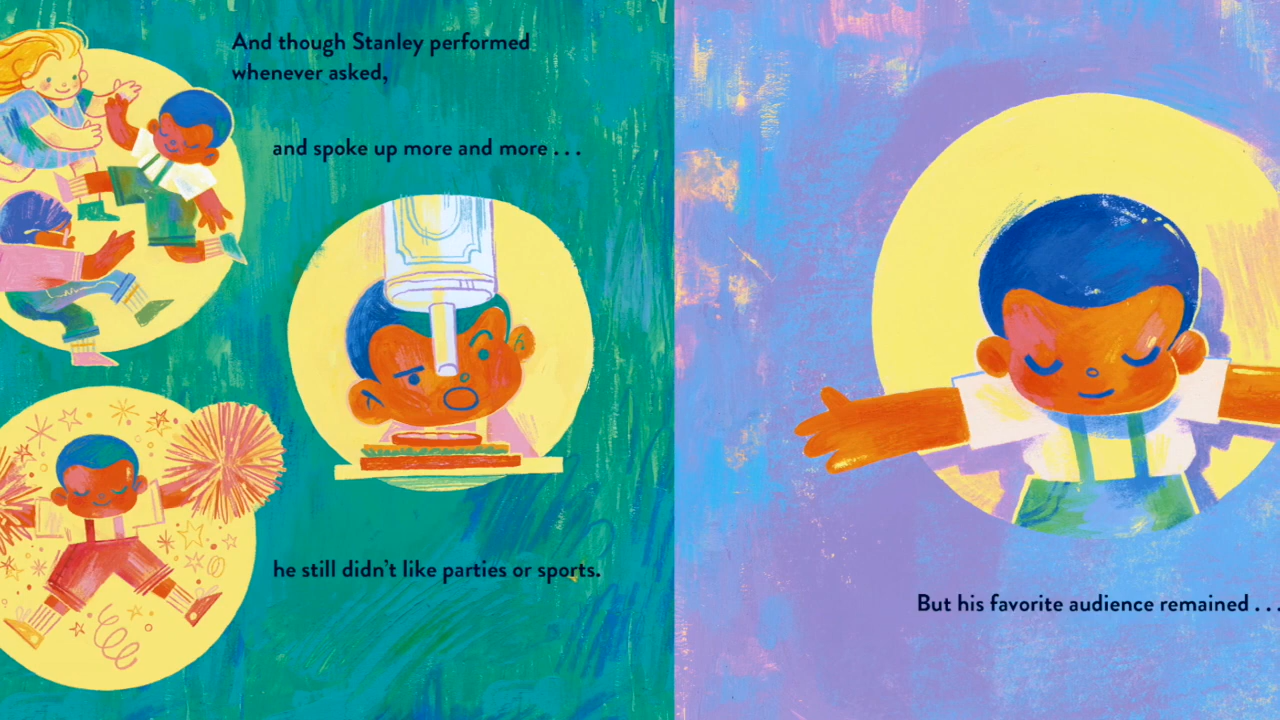 And though Stanley performed
whenever asked,
and spoke up more and more . . .
he still didn’t like parties or sports.
But his favorite audience remained . . .